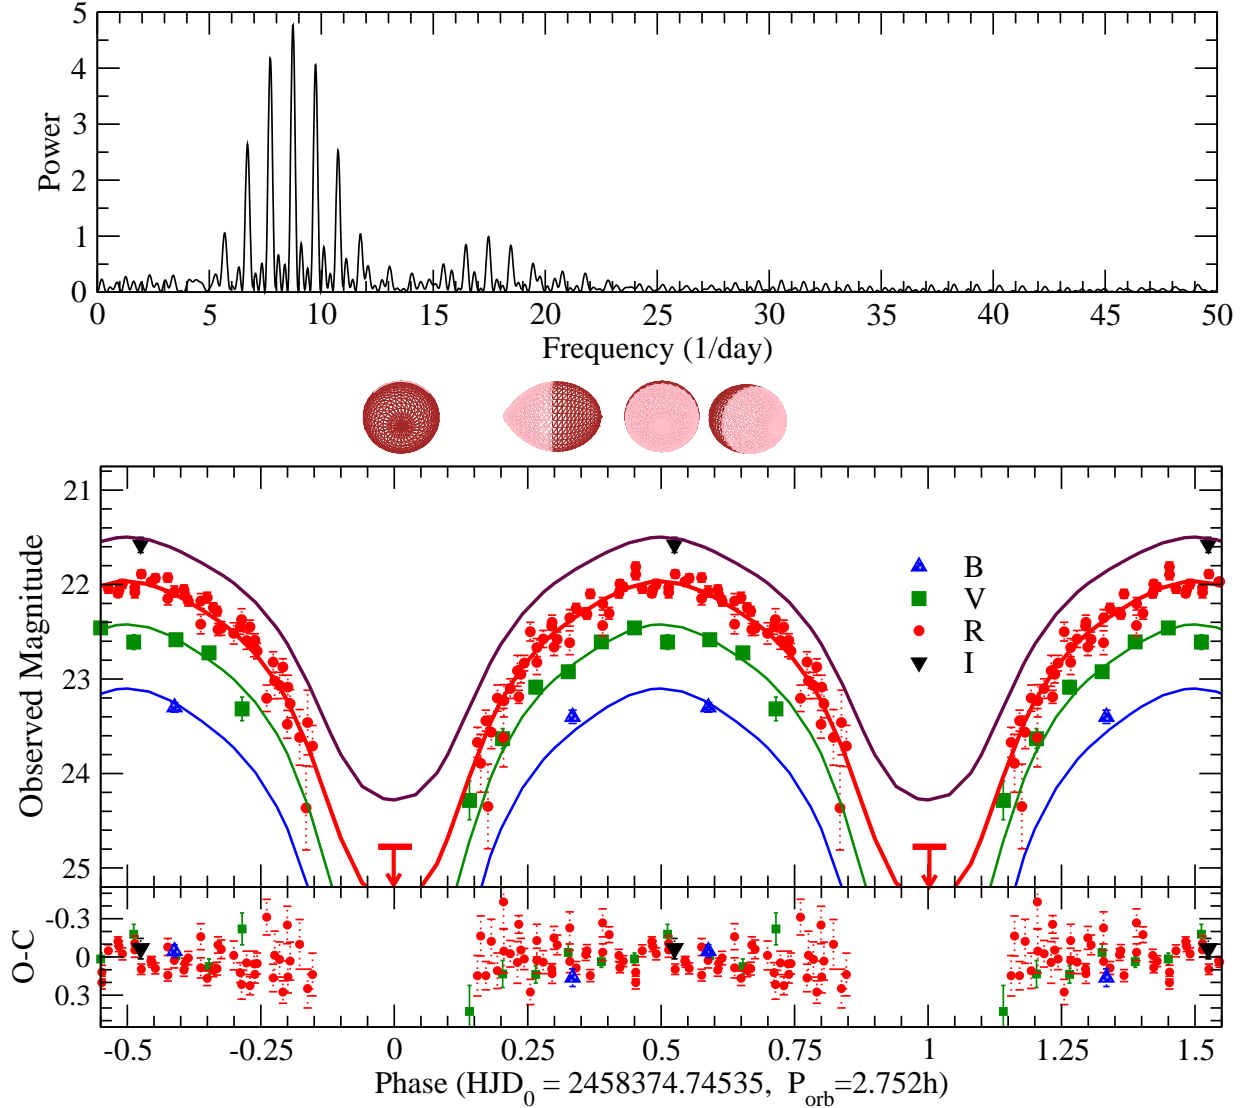 5
4
3
2
1
0
Power
0 5 10 15 20 25 30 35 40 45 50
Frequency (1/day)
21
22
23
24
25
Observed Magnitude
B
V
R
I
-0.3
0
0.3
O-C
-0.5 -0.25 0 0.25 0.5 0.75 1 1.25 1.5
Phase (HJD₀ = 2458374.74535, P_orb=2.752h)